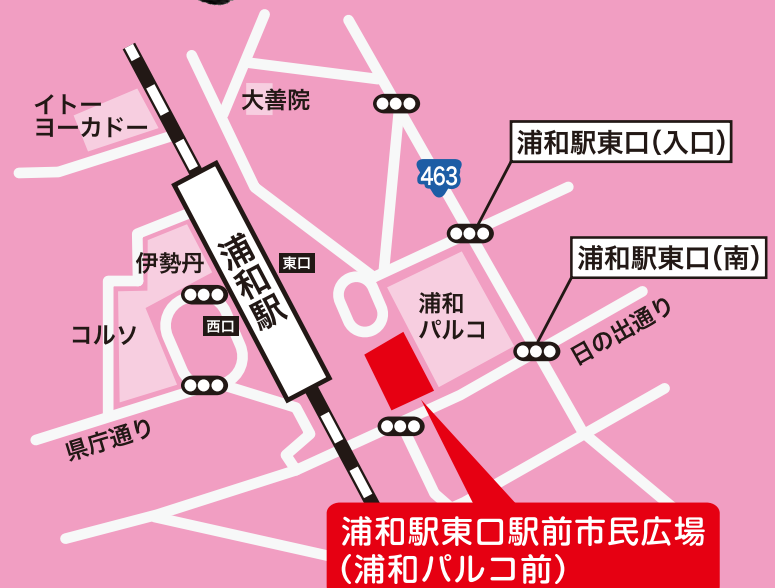 イトー
ヨーカドー
大善院
浦和駅東口(入口)
463
浦和駅東口(南)
伊勢丹
浦和駅
東口
西口
コルソ
浦和
パルコ
日の出通り
県庁通り
浦和駅東口駅前市民広場
(浦和パルコ前)